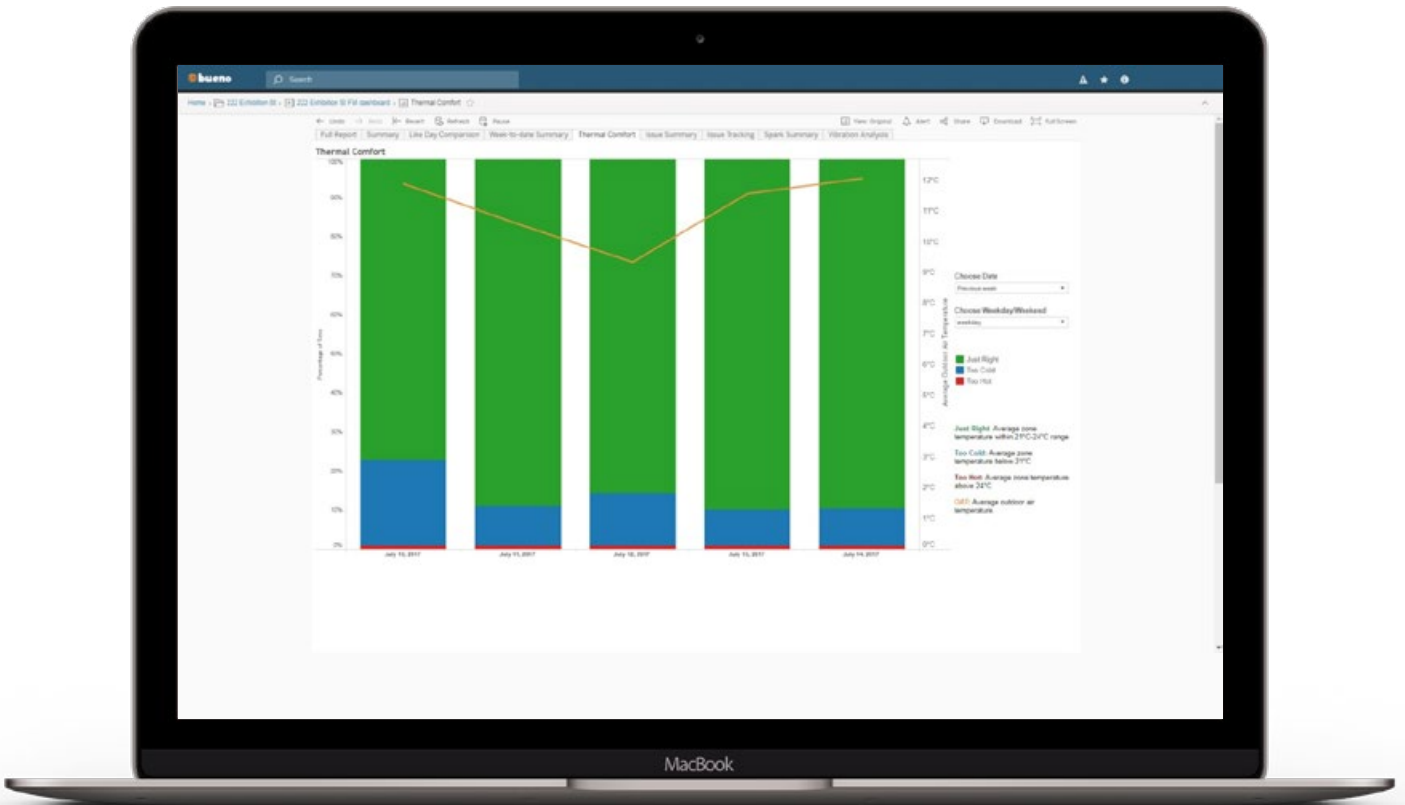 bueno
Search
Home › 222 Exhibition St › 222 Exhibition St FM dashboard › Thermal Comfort
Undo Redo Revert Refresh Pause
View Original Alert Share Download Full Screen
Full Report Summary Like Day Comparison Week-to-date Summary Thermal Comfort Issue Summary Issue Tracking Spark Summary Vibration Analysis
Thermal Comfort
100%
90%
80%
70%
60%
50%
40%
30%
20%
10%
0%
Percentage of Time
July 10, 2017 July 11, 2017 July 12, 2017 July 13, 2017 July 14, 2017
12°C
11°C
10°C
9°C
8°C
7°C
6°C
5°C
4°C
3°C
2°C
1°C
0°C
Average Outdoor Air Temperature
Choose Date
Previous week
Choose Weekday/Weekend
weekday
Just Right
Too Cold
Too Hot
Just Right: Average zone
temperature within 21°C-24°C range
Too Cold: Average zone
temperature below 21°C
Too Hot: Average zone temperature
above 24°C
OAT: Average outdoor air
temperature
MacBook